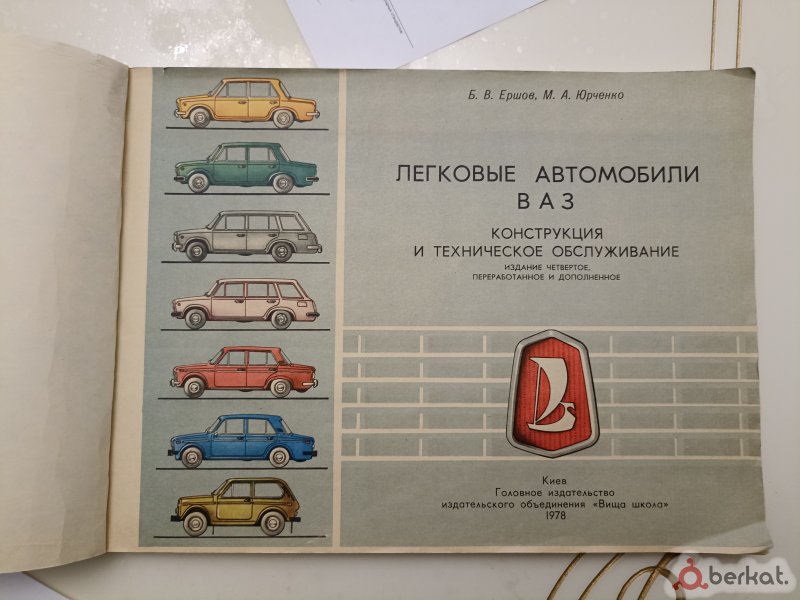 Б. В. Ершов, М. А. Юрченко
ЛЕГКОВЫЕ АВТОМОБИЛИ
ВАЗ
КОНСТРУКЦИЯ
И ТЕХНИЧЕСКОЕ ОБСЛУЖИВАНИЕ
ИЗДАНИЕ ЧЕТВЕРТОЕ,
ПЕРЕРАБОТАННОЕ И ДОПОЛНЕННОЕ
Киев
Головное издательство
издательского объединения «Вища школа»
1978
berkat.